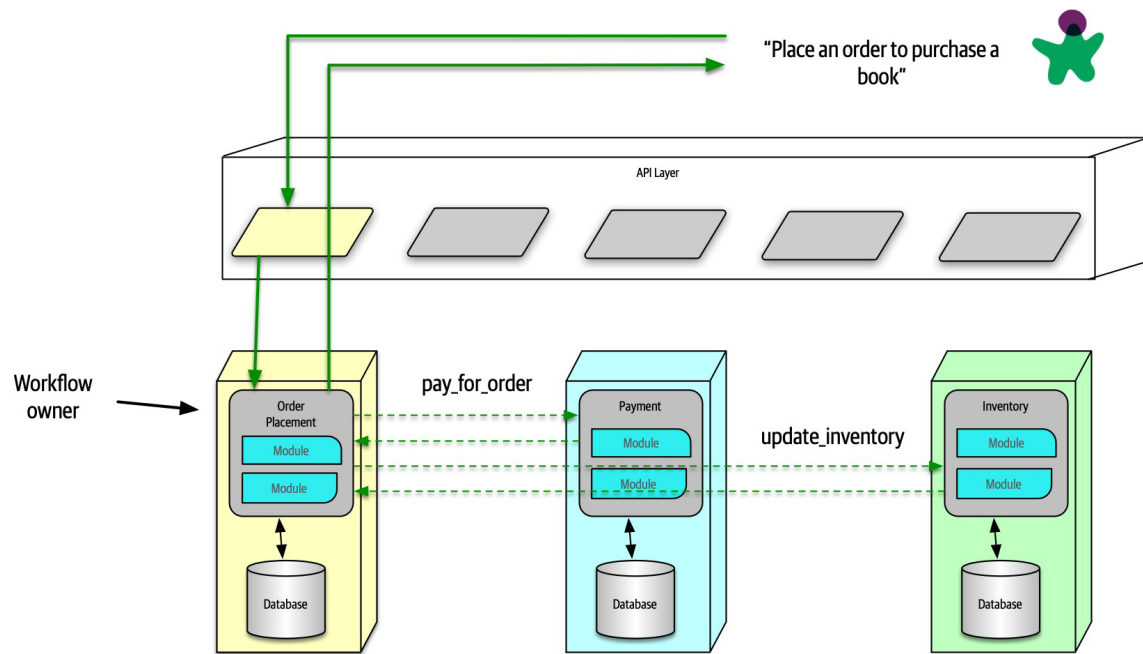 “Place an order to purchase a
book”
API Layer
Workflow
owner
Order
Placement
Module
Module
Database
pay_for_order
Payment
Module
Module
Database
update_inventory
Inventory
Module
Module
Database